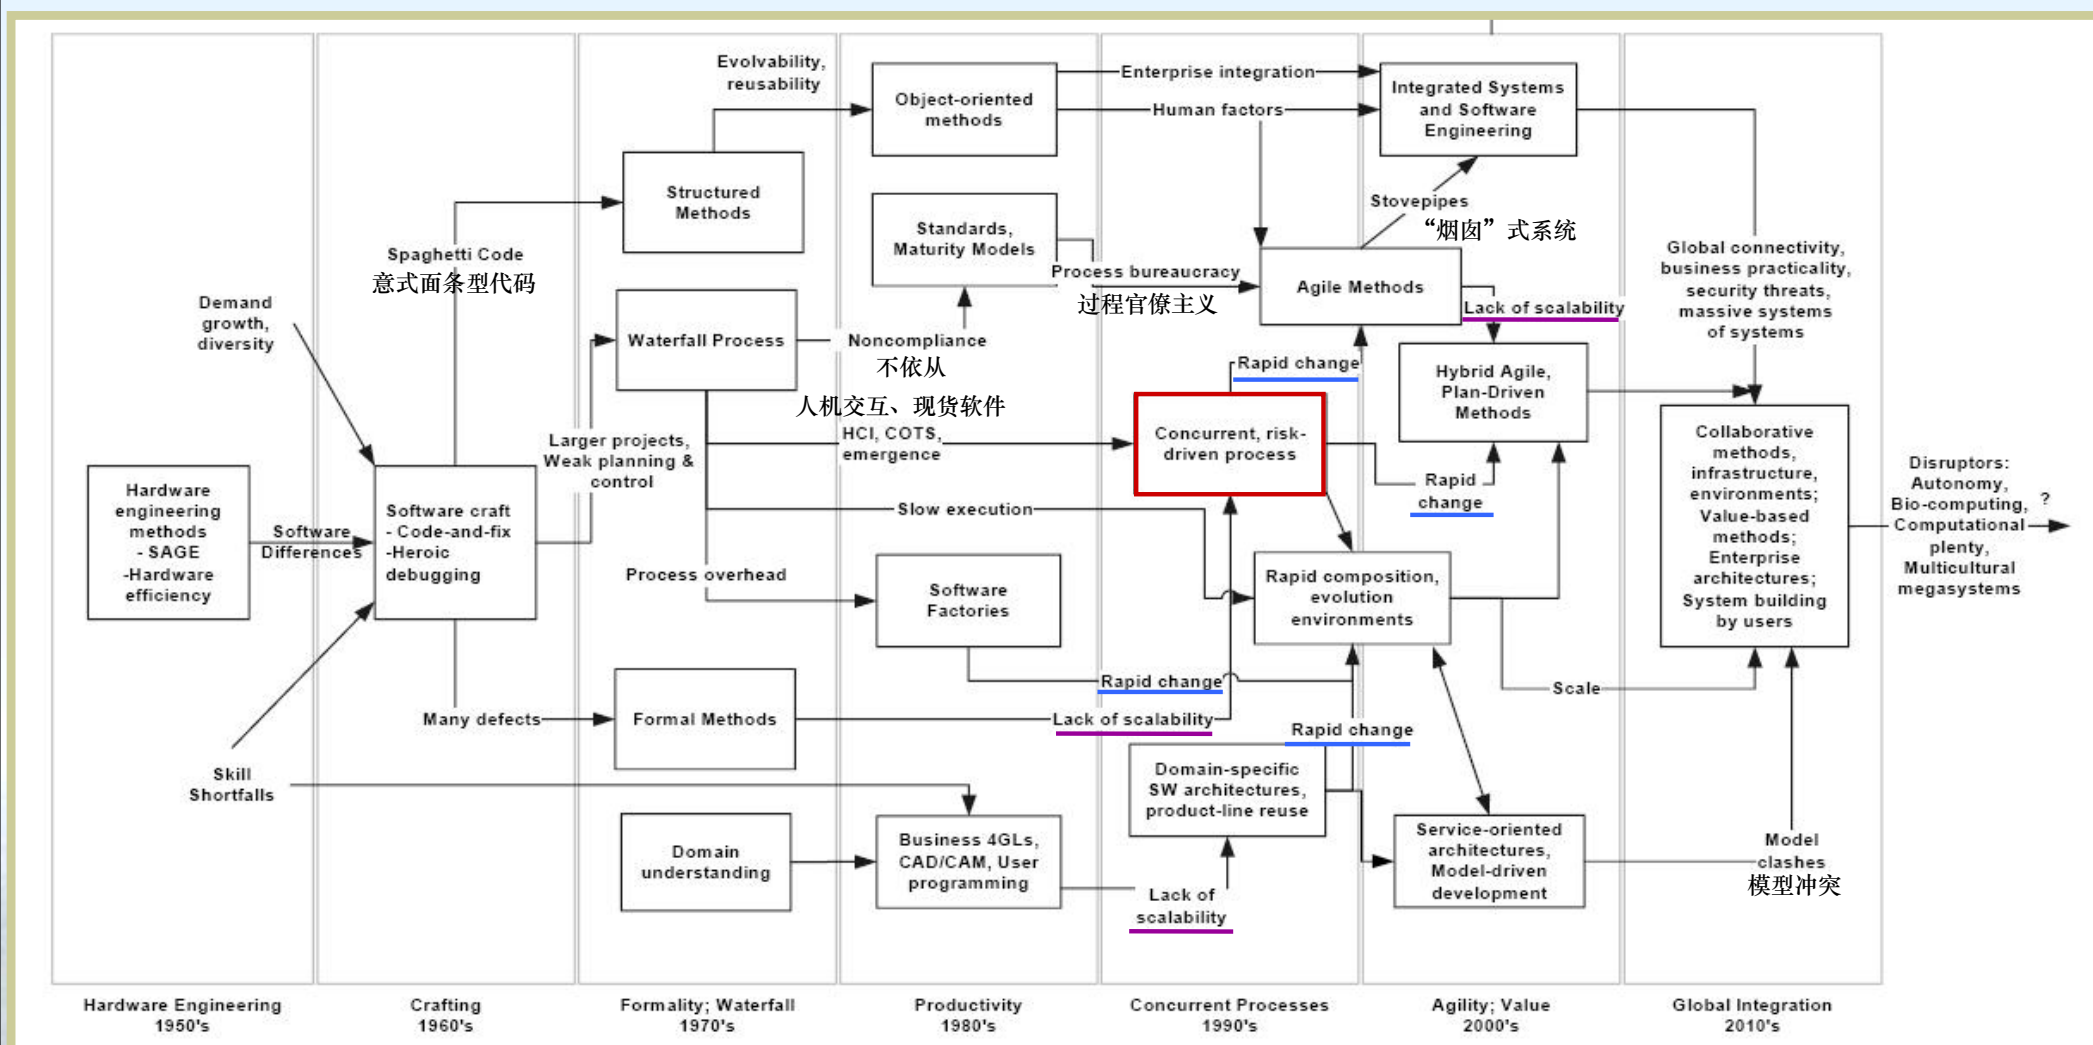 Evolvability,
reusability
Object-oriented
methods
Enterprise integration
Human factors
Integrated Systems
and Software
Engineering
Structured
Methods
Standards,
Maturity Models
Stovepipes
“烟囱”式系统
Spaghetti Code
意式面条型代码
Process bureaucracy
过程官僚主义
Agile Methods
Lack of scalability
Global connectivity,
business practicality,
security threats,
massive systems
of systems
Demand
growth,
diversity
Waterfall Process
Noncompliance
不依从
Rapid change
Hybrid Agile,
Plan-Driven
Methods
人机交互、现货软件
HCI, COTS,
emergence
Larger projects,
Weak planning &
control
Concurrent, risk-
driven process
Rapid
change
Collaborative
methods,
infrastructure,
environments;
Value-based
methods;
Enterprise
architectures;
System building
by users
Disruptors:
Autonomy,
Bio-computing,
Computational
plenty,
Multicultural
megasystems
?
Hardware
engineering
methods
- SAGE
-Hardware
efficiency
Software
Differences
Software craft
- Code-and-fix
-Heroic
debugging
Slow execution
Process overhead
Software
Factories
Rapid composition,
evolution
environments
Rapid change
Scale
Many defects
Formal Methods
Lack of scalability
Rapid change
Skill
Shortfalls
Domain-specific
SW architectures,
product-line reuse
Domain
understanding
Business 4GLs,
CAD/CAM, User
programming
Lack of
scalability
Service-oriented
architectures,
Model-driven
development
Model
clashes
模型冲突
Hardware Engineering
1950's
Crafting
1960's
Formality; Waterfall
1970's
Productivity
1980's
Concurrent Processes
1990's
Agility; Value
2000's
Global Integration
2010's